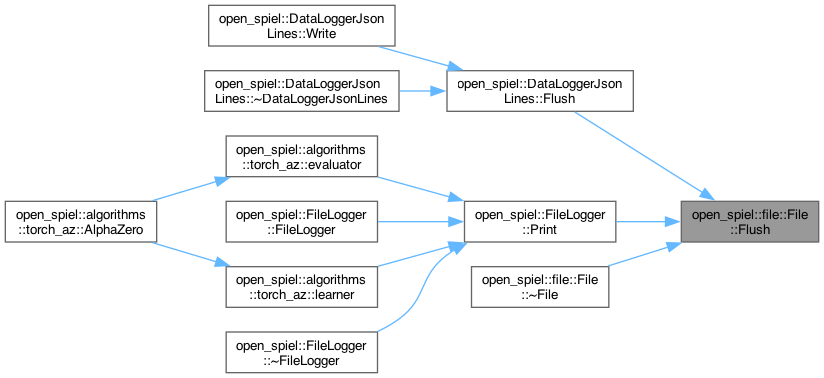 open_spiel::DataLoggerJson
Lines::Write
open_spiel::DataLoggerJson
Lines::~DataLoggerJsonLines
open_spiel::DataLoggerJson
Lines::Flush
open_spiel::algorithms
::torch_az::evaluator
open_spiel::algorithms
::torch_az::AlphaZero
open_spiel::FileLogger
::FileLogger
open_spiel::FileLogger
::Print
open_spiel::file::File
::Flush
open_spiel::algorithms
::torch_az::learner
open_spiel::file::File
::~File
open_spiel::FileLogger
::~FileLogger